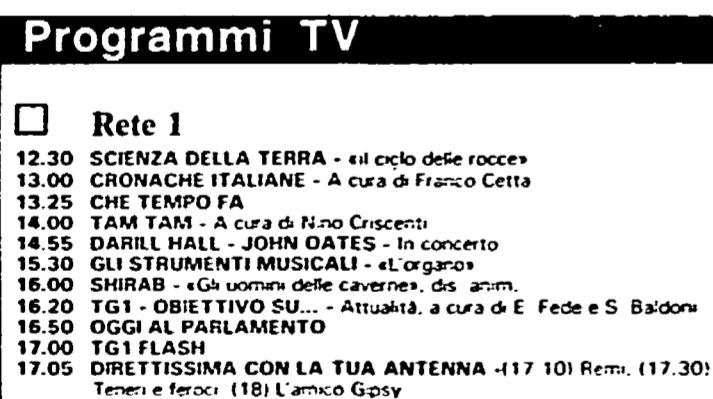 Programmi TV
Rete 1
12.30 SCIENZA DELLA TERRA - «il ciclo delle rocce»
13.00 CRONACHE ITALIANE - A cura di Franco Cetta
13.25 CHE TEMPO FA
14.00 TAM TAM - A cura di Nino Criscenti
14.55 DARILL HALL - JOHN OATES - In concerto
15.30 GLI STRUMENTI MUSICALI - «L'organo»
16.00 SHIRAB - «Gli uomini delle caverne», dis. anim.
16.20 TG1 - OBIETTIVO SU... - Attualità, a cura di E. Fede e S. Baldoni
16.50 OGGI AL PARLAMENTO
17.00 TG1 FLASH
17.05 DIRETTISSIMA CON LA TUA ANTENNA -(17 10) Remi. (17.30)
Teneri e feroci (18) L'amico Gipsy